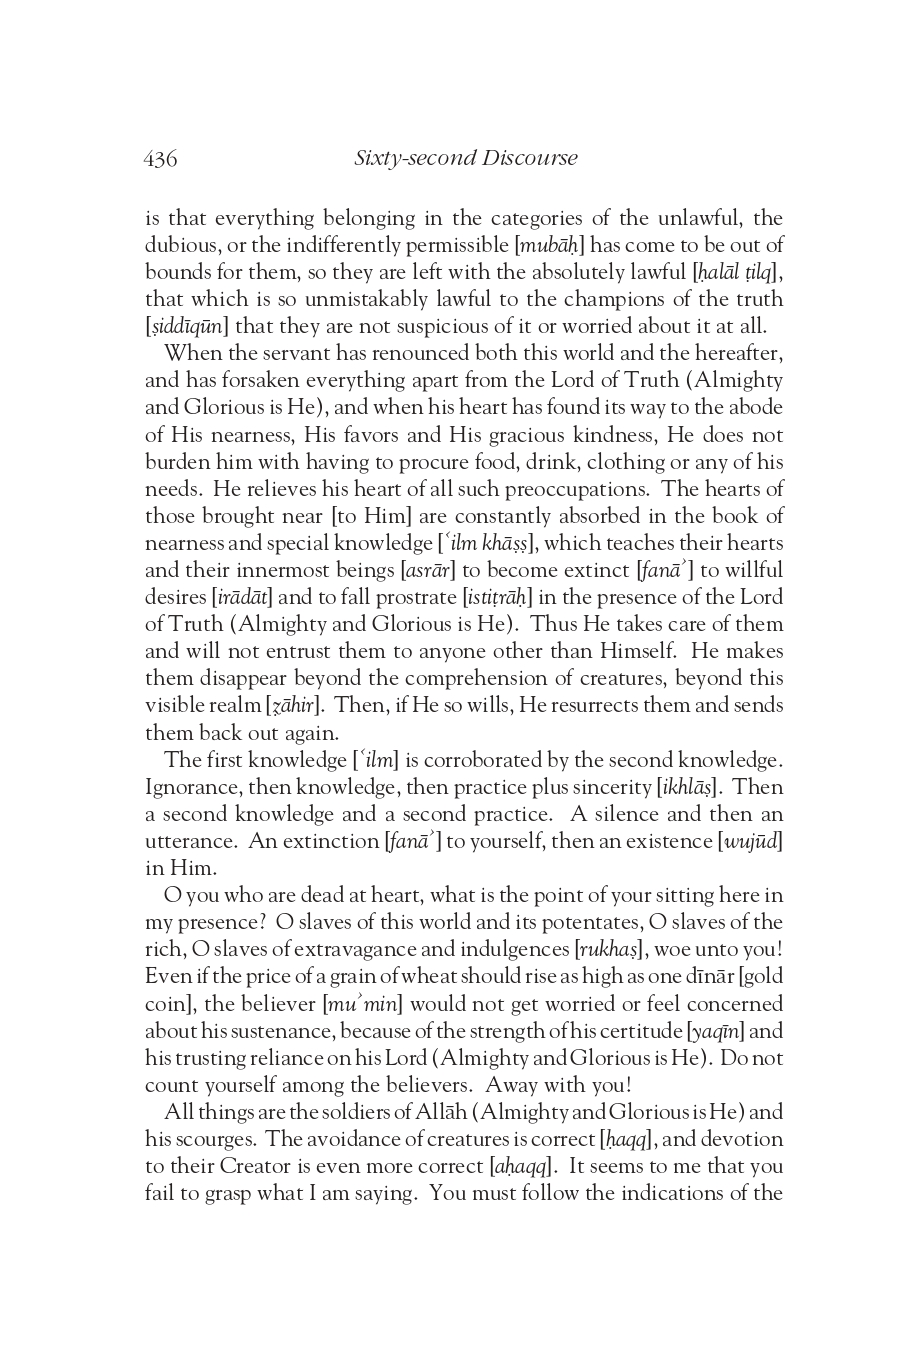 436
Sixty-second Discourse
is that everything belonging in the categories of the unlawful, the
dubious, or the indifferently permissible [mubāḥ] has come to be out of
bounds for them, so they are left with the absolutely lawful [ḥalāl ṭilq],
that which is so unmistakably lawful to the champions of the truth
[ṣiddīqūn] that they are not suspicious of it or worried about it at all.
When the servant has renounced both this world and the hereafter,
and has forsaken everything apart from the Lord of Truth (Almighty
and Glorious is He), and when his heart has found its way to the abode
of His nearness, His favors and His gracious kindness, He does not
burden him with having to procure food, drink, clothing or any of his
needs. He relieves his heart of all such preoccupations. The hearts of
those brought near [to Him] are constantly absorbed in the book of
nearness and special knowledge [ʿilm khāṣṣ], which teaches their hearts
and their innermost beings [asrār] to become extinct [fanāʾ] to willful
desires [irādāt] and to fall prostrate [istiṭrāḥ] in the presence of the Lord
of Truth (Almighty and Glorious is He). Thus He takes care of them
and will not entrust them to anyone other than Himself. He makes
them disappear beyond the comprehension of creatures, beyond this
visible realm [ẓāhir]. Then, if He so wills, He resurrects them and sends
them back out again.
The first knowledge [ʿilm] is corroborated by the second knowledge.
Ignorance, then knowledge, then practice plus sincerity [ikhlāṣ]. Then
a second knowledge and a second practice. A silence and then an
utterance. An extinction [fanāʾ] to yourself, then an existence [wujūd]
in Him.
O you who are dead at heart, what is the point of your sitting here in
my presence? O slaves of this world and its potentates, O slaves of the
rich, O slaves of extravagance and indulgences [rukhaṣ], woe unto you!
Even if the price of a grain of wheat should rise as high as one dīnār [gold
coin], the believer [muʾmin] would not get worried or feel concerned
about his sustenance, because of the strength of his certitude [yaqīn] and
his trusting reliance on his Lord (Almighty and Glorious is He). Do not
count yourself among the believers. Away with you!
All things are the soldiers of Allāh (Almighty and Glorious is He) and
his scourges. The avoidance of creatures is correct [ḥaqq], and devotion
to their Creator is even more correct [aḥaqq]. It seems to me that you
fail to grasp what I am saying. You must follow the indications of the